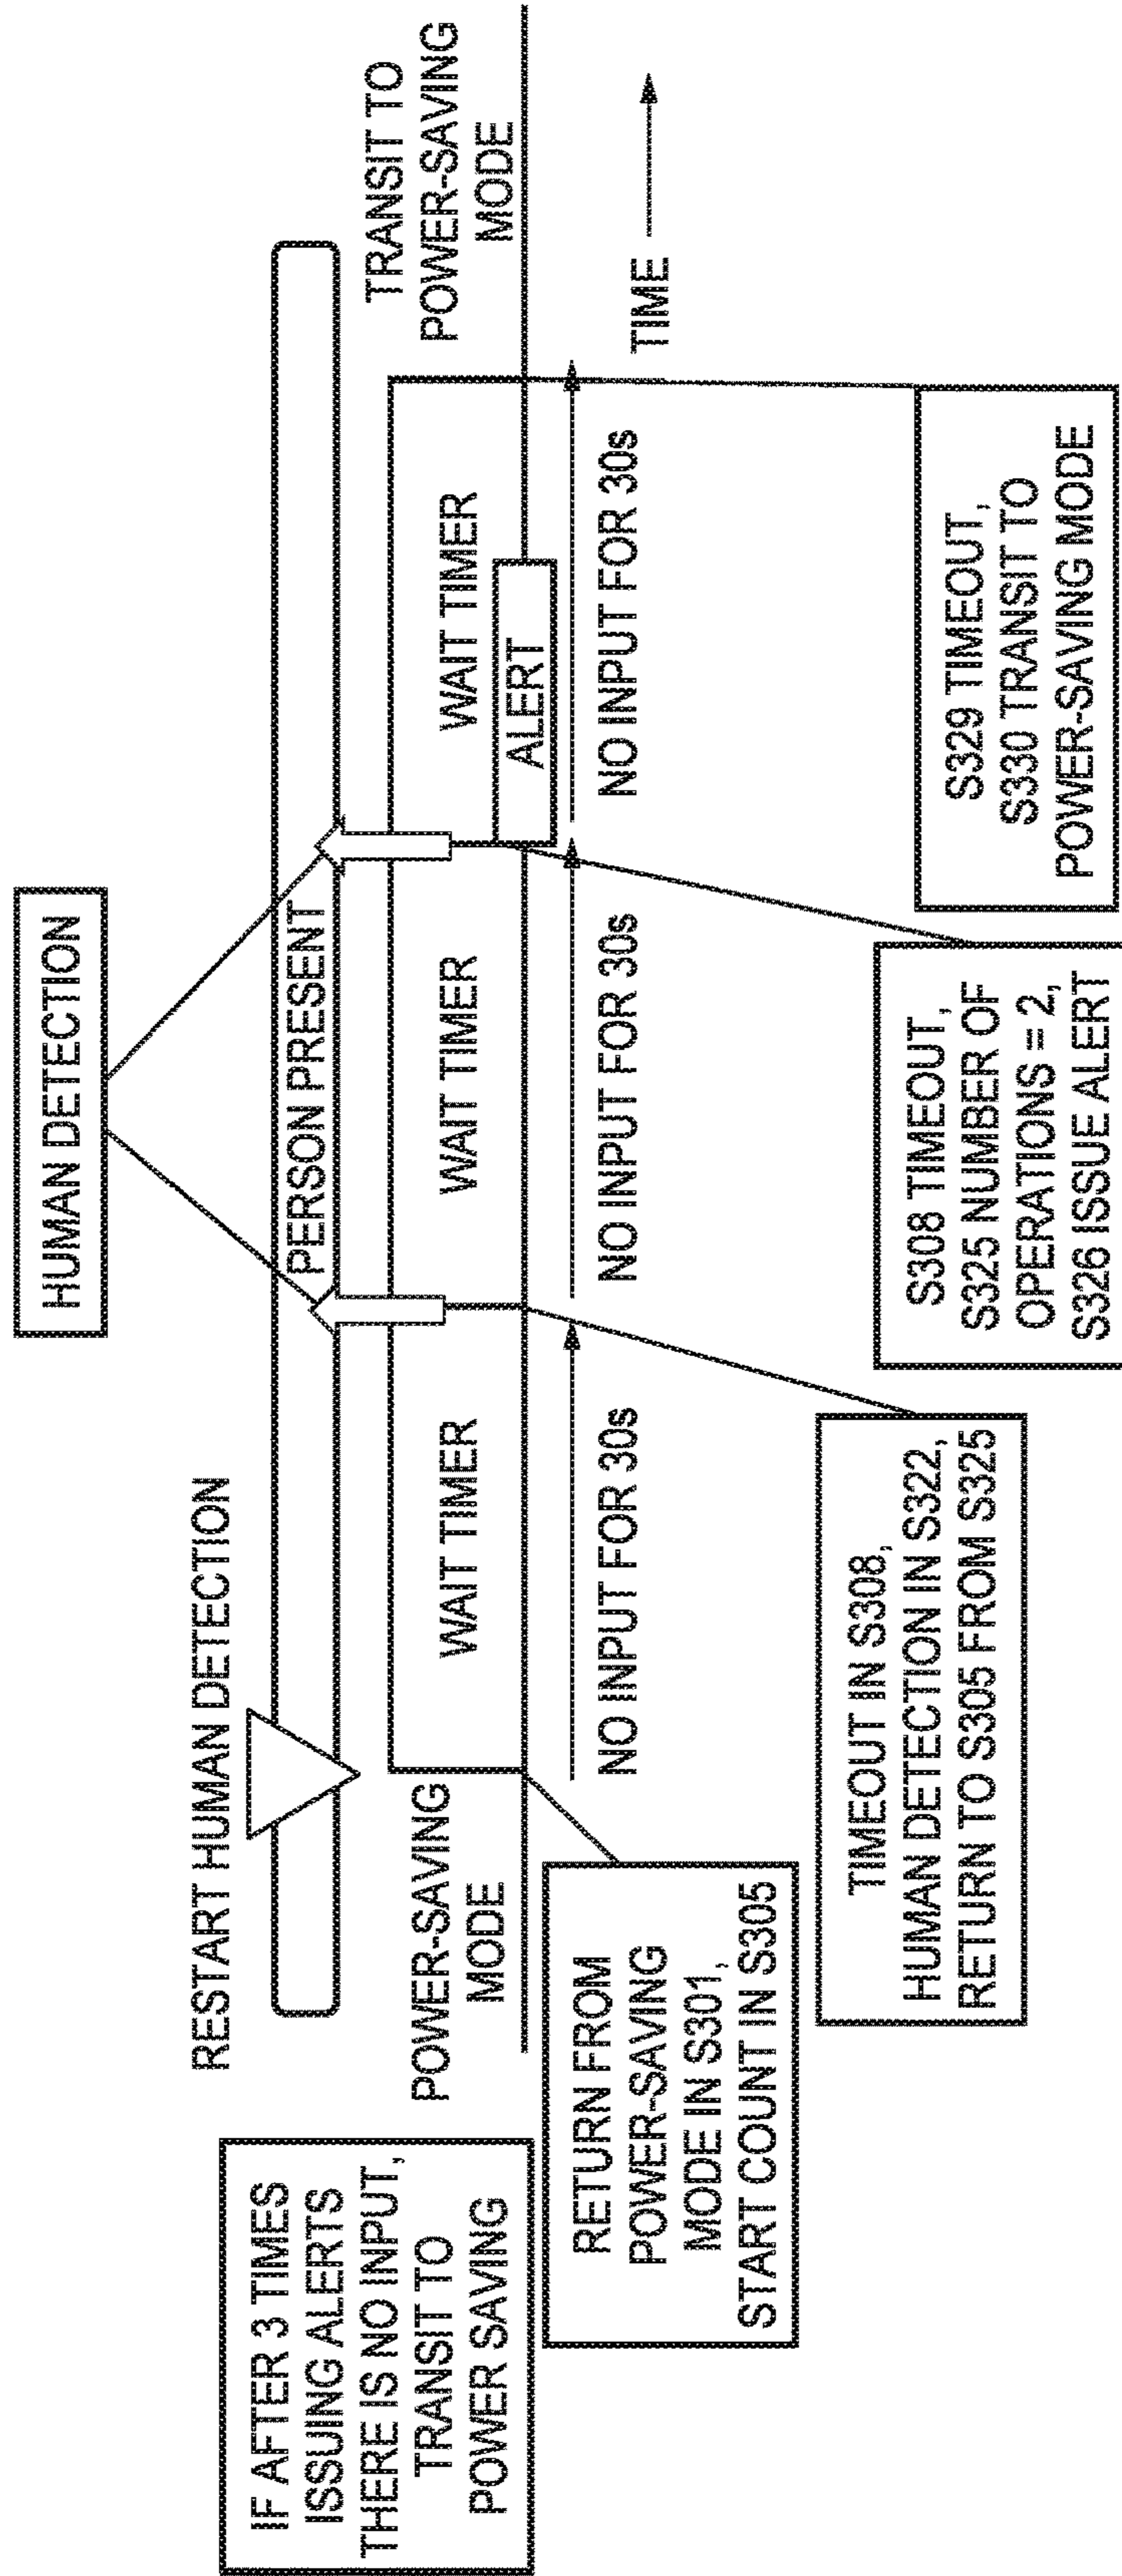 IF AFTER 3 TIMES
ISSUING ALERTS
THERE IS NO INPUT,
TRANSIT TO
POWER SAVING
HUMAN DETECTION
RESTART HUMAN DETECTION
PERSON PRESENT
POWER-SAVING
MODE
WAIT TIMER
WAIT TIMER
WAIT TIMER
ALERT
TRANSIT TO
POWER-SAVING
MODE
NO INPUT FOR 30s
NO INPUT FOR 30s
NO INPUT FOR 30s
TIME
RETURN FROM
POWER-SAVING
MODE IN S301,
START COUNT IN S305
TIMEOUT IN S308,
HUMAN DETECTION IN S322,
RETURN TO S305 FROM S325
S308 TIMEOUT,
S325 NUMBER OF
OPERATIONS = 2,
S326 ISSUE ALERT
S329 TIMEOUT,
S330 TRANSIT TO
POWER-SAVING MODE